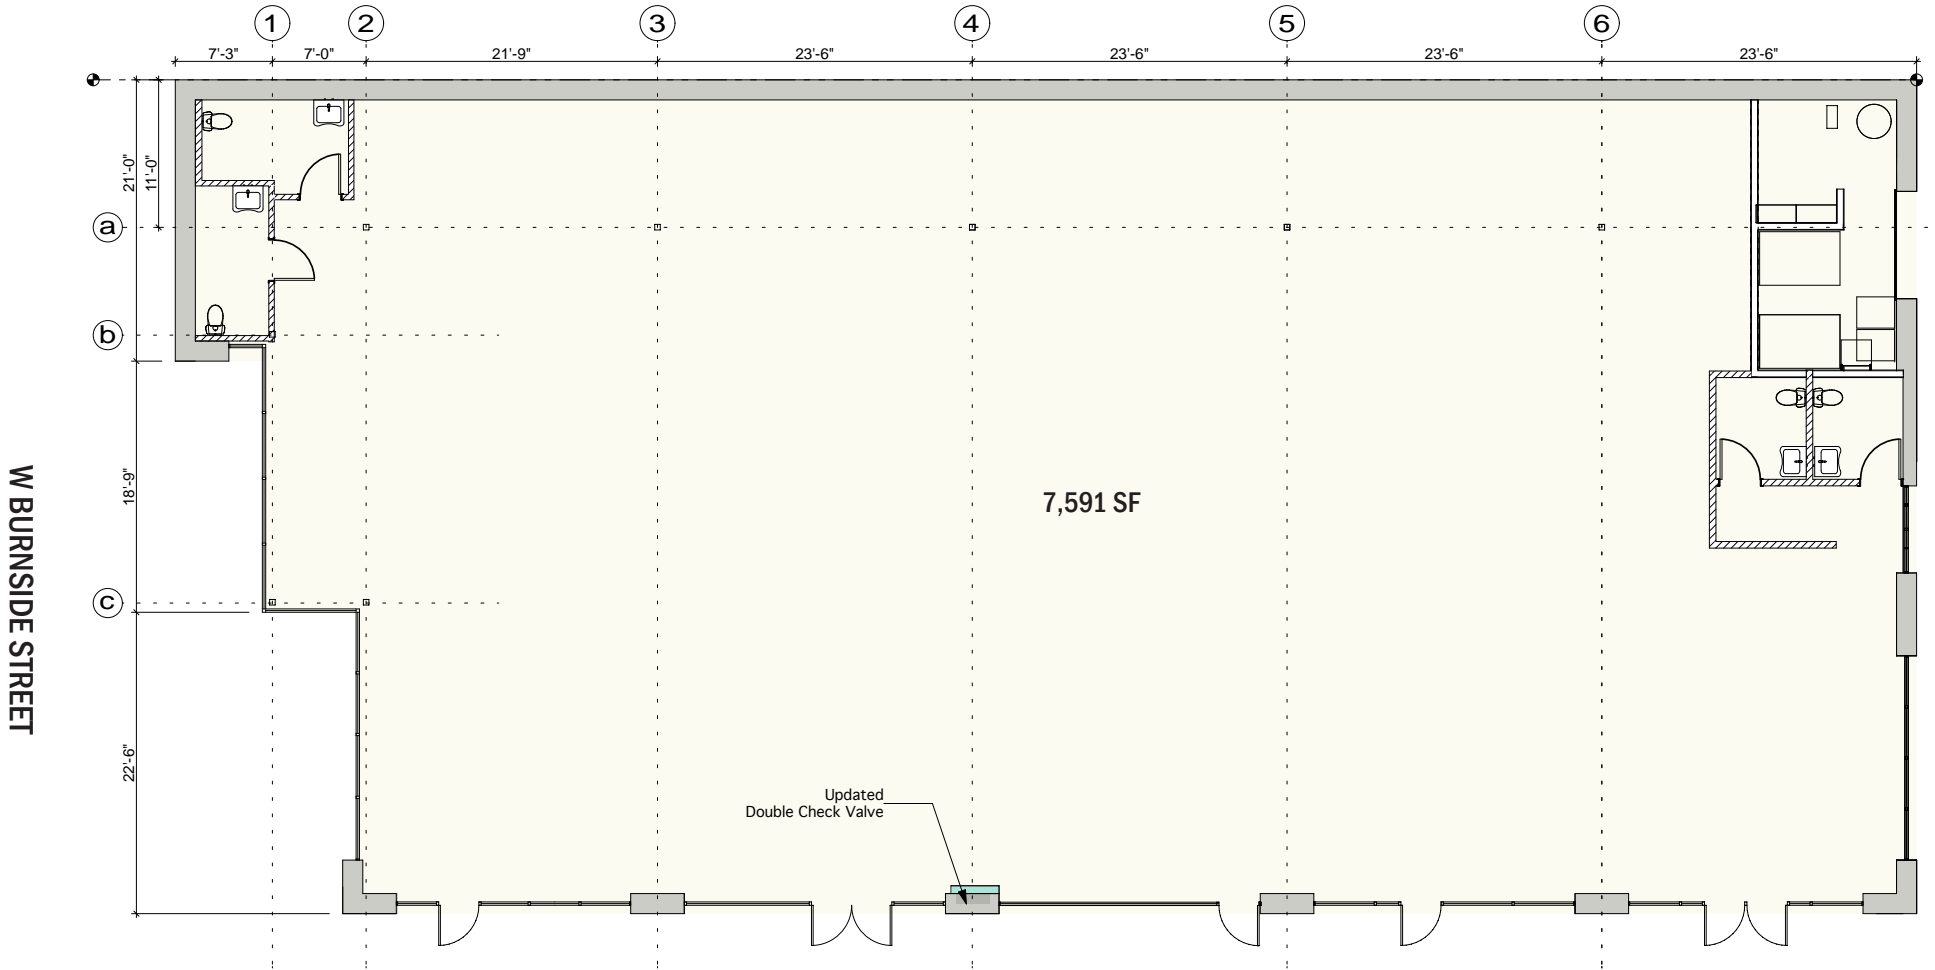 1
2
3
4
5
6
7'-3"
7'-0"
21'-9"
23'-6"
23'-6"
23'-6"
23'-6"
21'-0"
11'-0"
a
b
18'-9"
W BURNSIDE STREET
7,591 SF
c
22'-6"
Updated
Double Check Valve